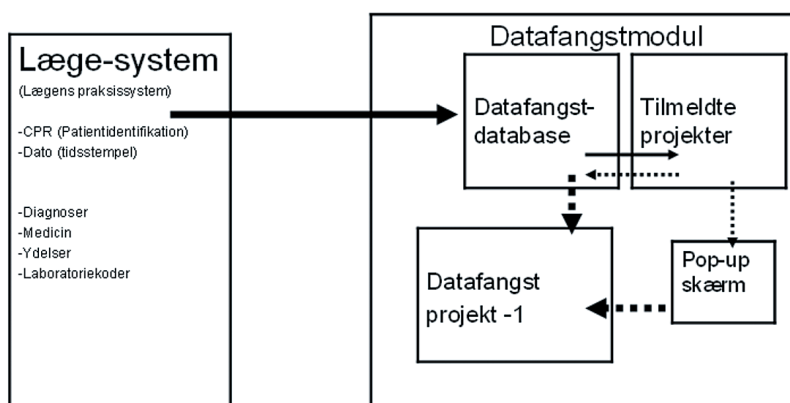 Læge-system
(Lægens praksissystem)
-CPR (Patientidentifikation)
-Dato (tidsstempel)
-Diagnoser
-Medicin
-Ydelser
-Laboratoriekoder
Datafangstmodul
Datafangst-
database
Tilmeldte
projekter
Datafangst
projekt -1
Pop-up
skærm